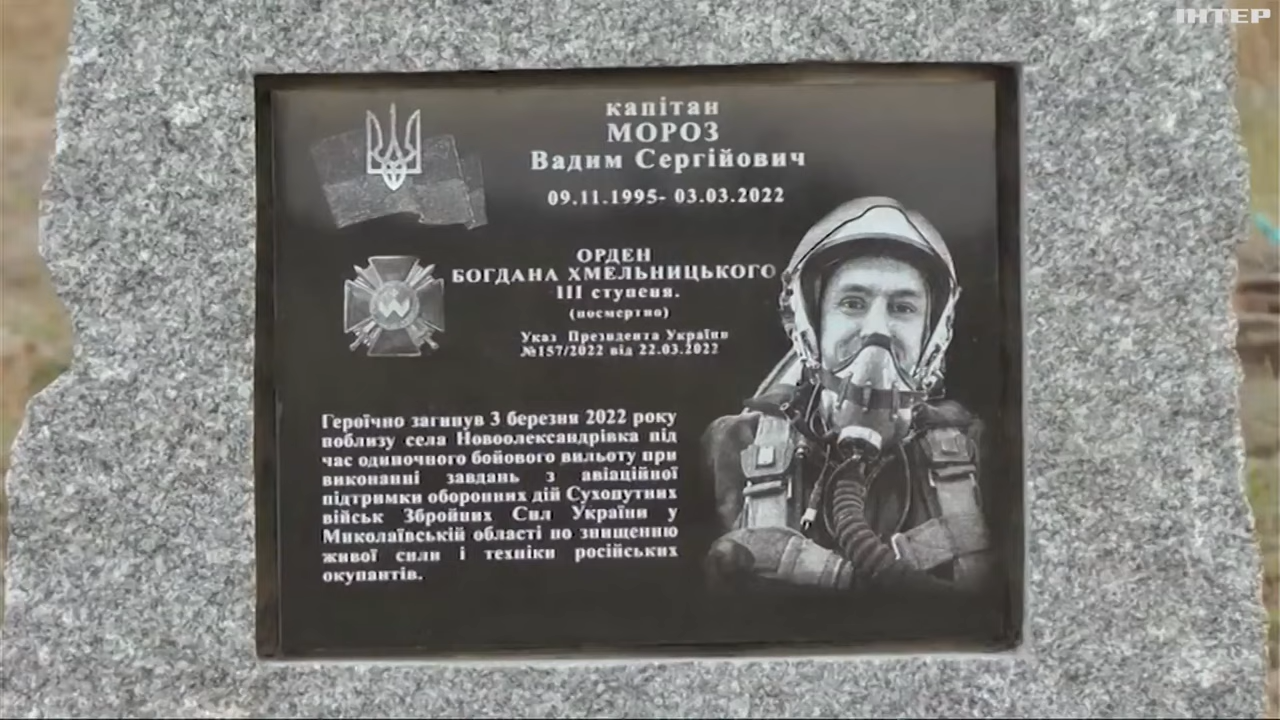 ІНТЕР
капітан
МОРОЗ
Вадим Сергійович
09.11.1995- 03.03.2022
ОРДЕН
БОГДАНА ХМЕЛЬНИЦЬКОГО
ІІІ ступеня.
(посмертно)
Указ Президента України
№157/2022 від 22.03.2022
Героїчно загинув 3 березня 2022 року
поблизу села Новоолександрівка під
час одиночного бойового вильоту при
виконанні завдань з авіаційної
підтримки оборонних дій Сухопутних
військ Збройних Сил України у
Миколаївській області по знищенню
живої сили і техніки російських
окупантів.